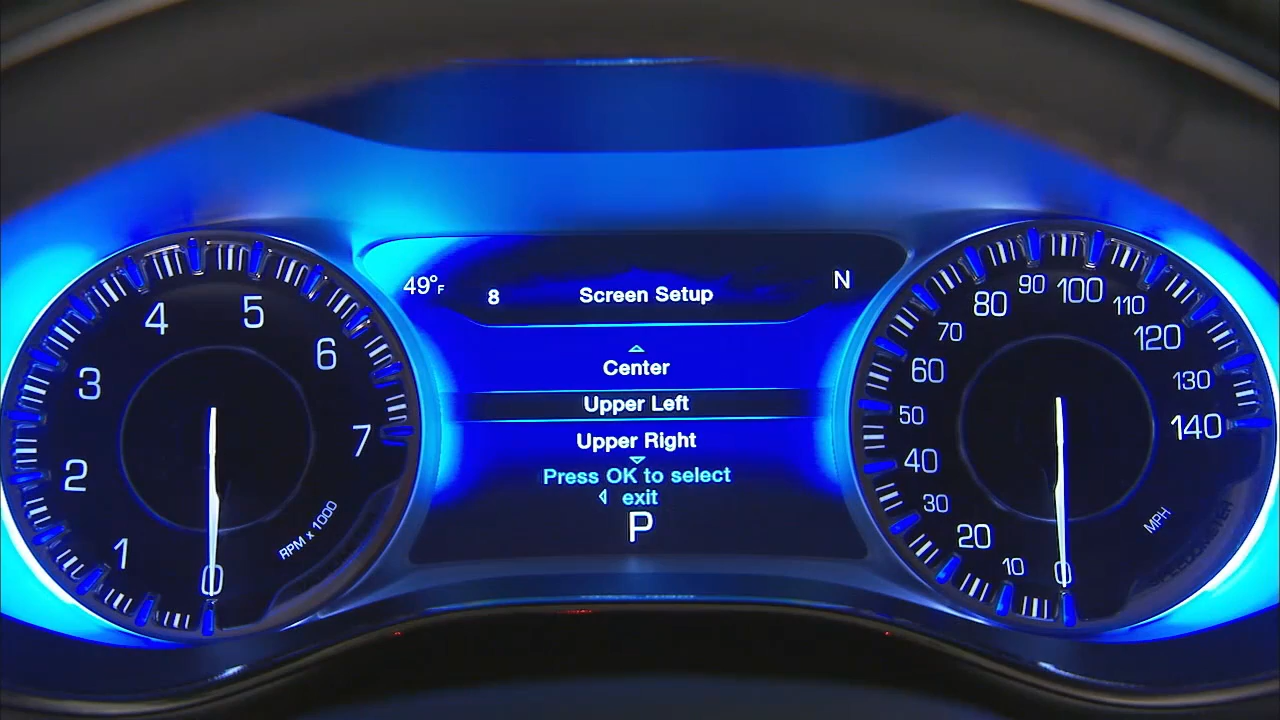 49°F
8
Screen Setup
N
Center
Upper Left
Upper Right
Press OK to select
exit
P
0
1
2
3
4
5
6
7
RPM x 1000
0
10
20
30
40
50
60
70
80
90
100
110
120
130
140
MPH